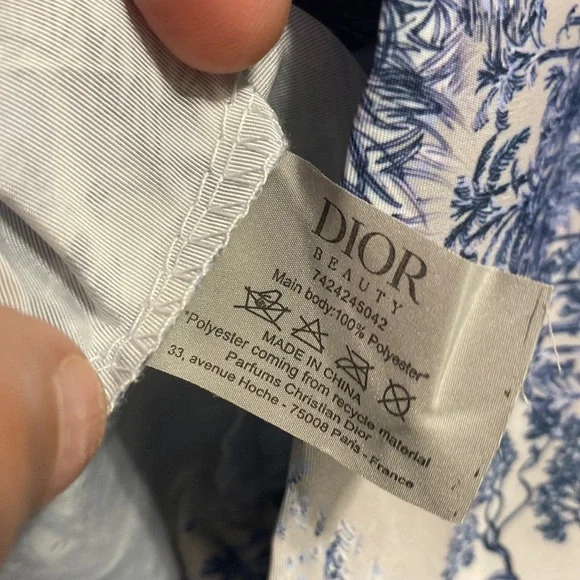 DIOR
BEAUTY
7424245042
Main body:100% Polyester*
MADE IN CHINA
*Polyester coming from recycle material
Parfums Christian Dior
33, avenue Hoche - 75008 Paris - France